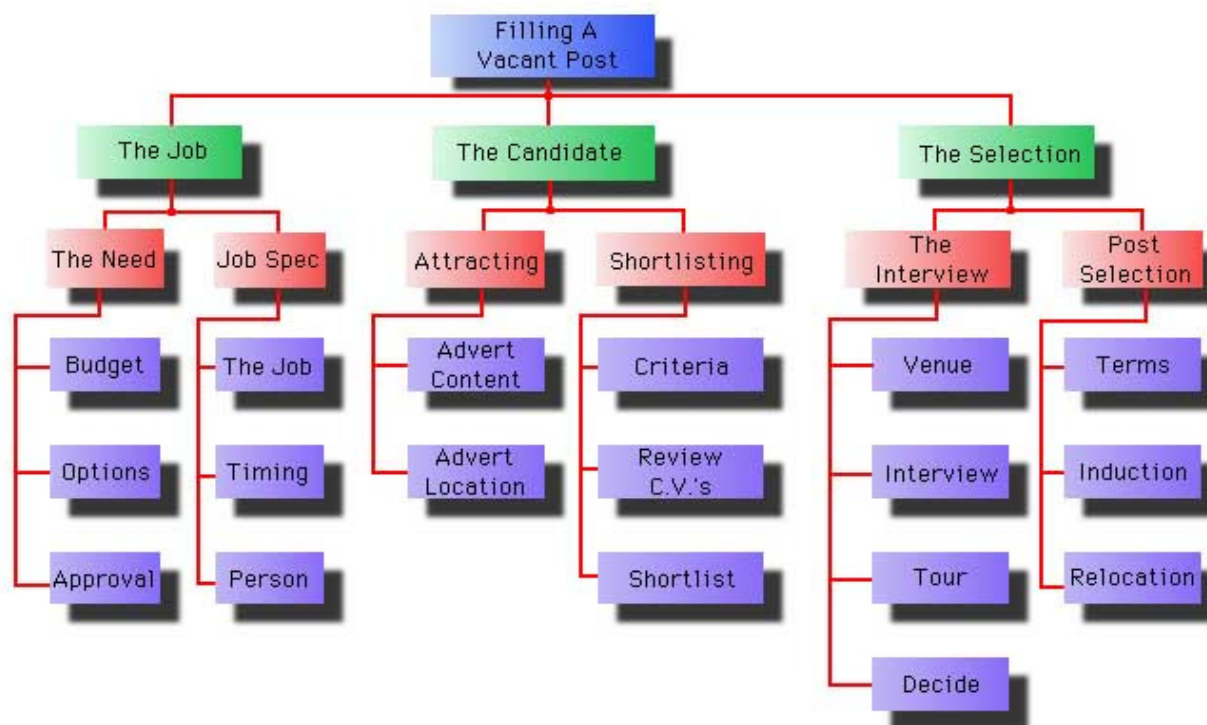 Filling A
Vacant Post
The Job
The Candidate
The Selection
The Need
Job Spec
Attracting
Shortlisting
The
Interview
Post
Selection
Budget
The Job
Advert
Content
Criteria
Venue
Terms
Options
Timing
Advert
Location
Review
C.V.'s
Interview
Induction
Approval
Person
Shortlist
Tour
Relocation
Decide